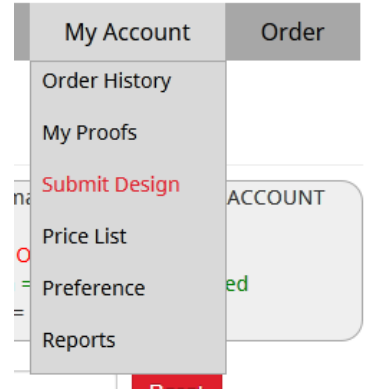 My Account Order
Order History
My Proofs
Submit Design
ACCOUNT
Price List
Preference
ed
=
Reports